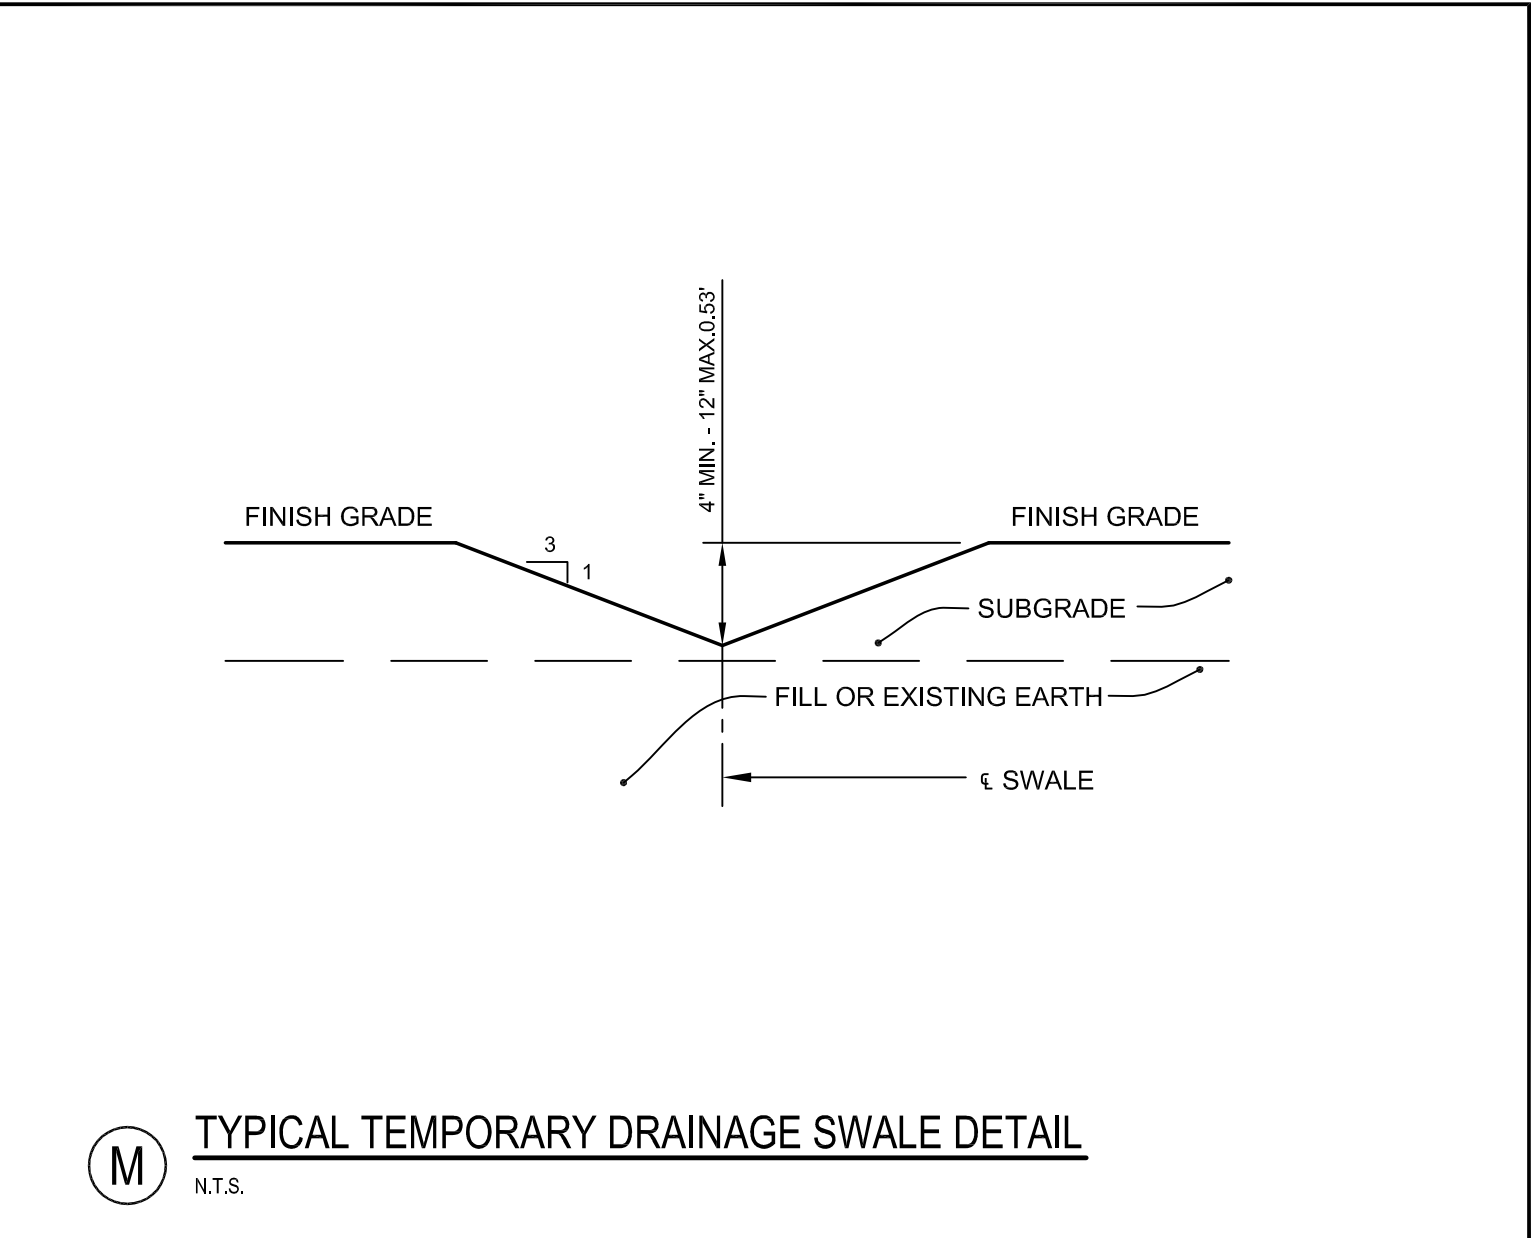 4" MIN. - 12" MAX.0.53'
FINISH GRADE
FINISH GRADE
3
1
SUBGRADE
FILL OR EXISTING EARTH
℄ SWALE
M
TYPICAL TEMPORARY DRAINAGE SWALE DETAIL
N.T.S.